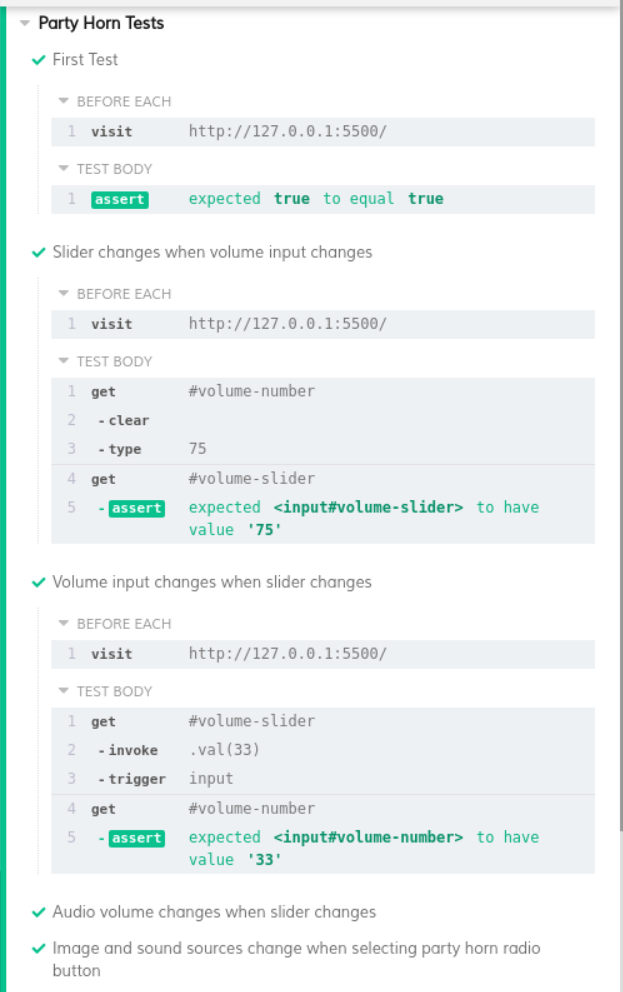 Party Horn Tests
First Test
BEFORE EACH
1 visit http://127.0.0.1:5500/
TEST BODY
1 assert expected true to equal true
Slider changes when volume input changes
BEFORE EACH
1 visit http://127.0.0.1:5500/
TEST BODY
1 get #volume-number
2 -clear
3 -type 75
4 get #volume-slider
5 -assert expected <input#volume-slider> to have
value '75'
Volume input changes when slider changes
BEFORE EACH
1 visit http://127.0.0.1:5500/
TEST BODY
1 get #volume-slider
2 -invoke .val(33)
3 -trigger input
4 get #volume-number
5 -assert expected <input#volume-number> to have
value '33'
Audio volume changes when slider changes
Image and sound sources change when selecting party horn radio
button